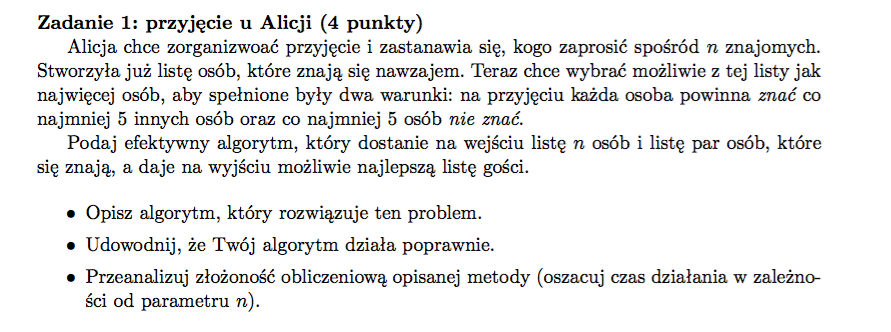 Zadanie 1: przyjęcie u Alicji (4 punkty)
Alicja chce zorganizwoać przyjęcie i zastanawia się, kogo zaprosić spośród n znajomych.
Stworzyła już listę osób, które znają się nawzajem. Teraz chce wybrać możliwie z tej listy jak
najwięcej osób, aby spełnione były dwa warunki: na przyjęciu każda osoba powinna znać co
najmniej 5 innych osób oraz co najmniej 5 osób nie znać.
Podaj efektywny algorytm, który dostanie na wejściu listę n osób i listę par osób, które
się znają, a daje na wyjściu możliwie najlepszą listę gości.
• Opisz algorytm, który rozwiązuje ten problem.
• Udowodnij, że Twój algorytm działa poprawnie.
• Przeanalizuj złożoność obliczeniową opisanej metody (oszacuj czas działania w zależno-
ści od parametru n).